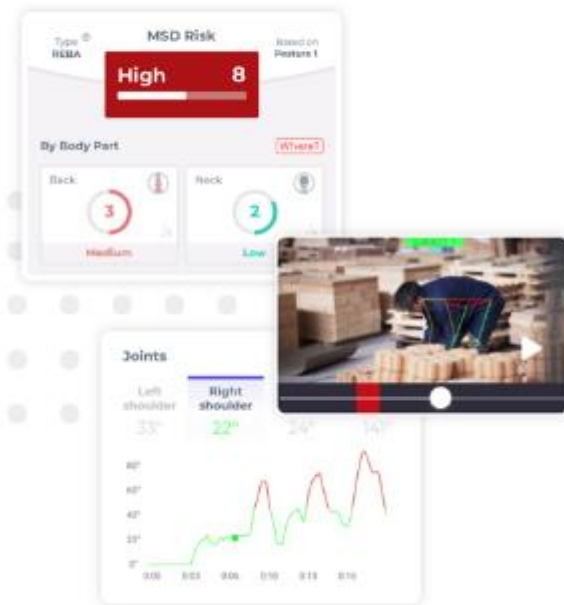 Type
REBA
MSD Risk
Based on
Posture 1
High 8
By Body Part
Where?
Back
3
Medium
Neck
2
Low
Joints
Left shoulder
33°
Right shoulder
22°
24°
141°
80°
60°
40°
20°
0°
0:00 0:03 0:06 0:10 0:13 0:16